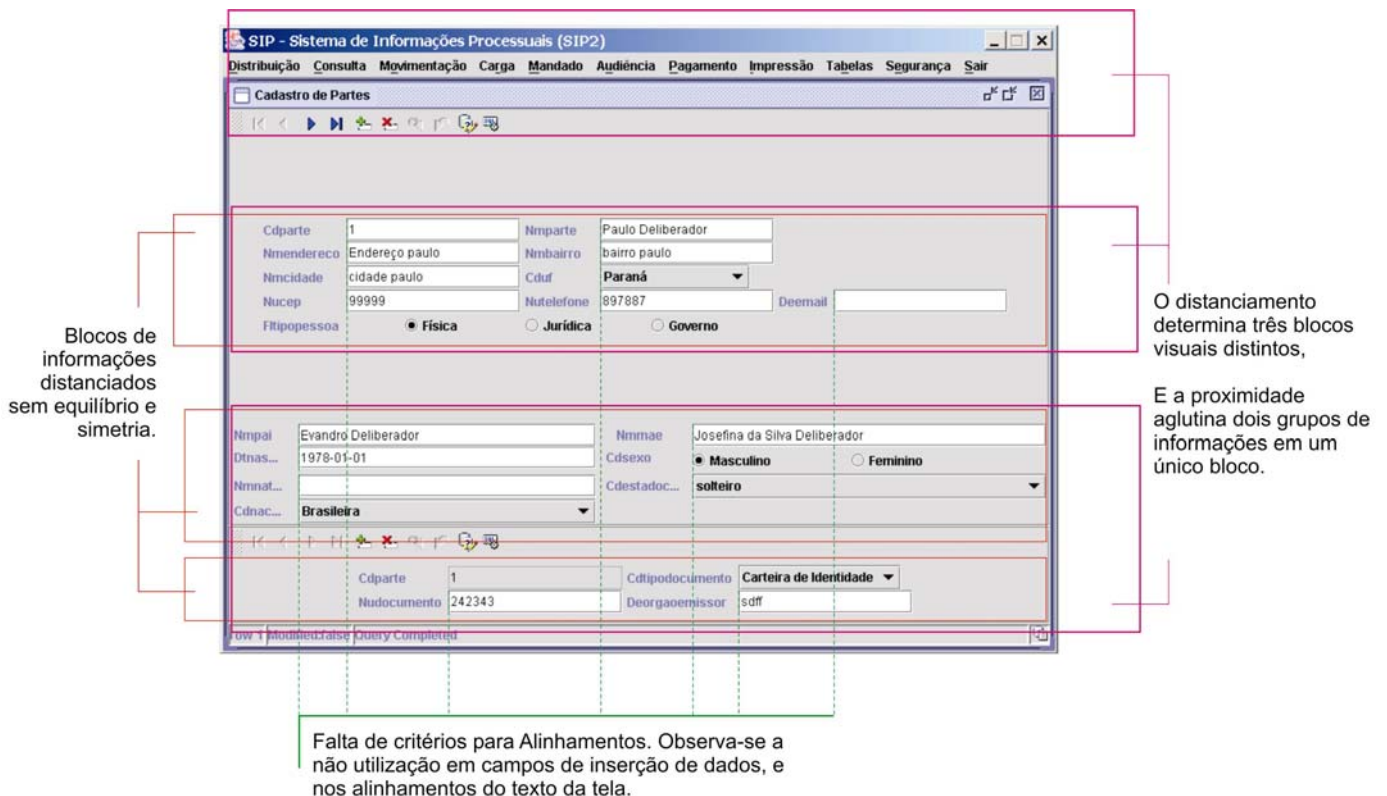 SIP - Sistema de Informações Processuais (SIP2)
Distribuição Consulta Movimentação Carga Mandado Audiência Pagamento Impressão Tabelas Segurança Sair
Cadastro de Partes
Cdparte 1 Nmparte Paulo Deliberador
Nmendereco Endereço paulo Nmbairro bairro paulo
Nmcidade cidade paulo Cduf Paraná
Nucep 99999 Nutelefone 897887 Deemail
Fltipopessoa Física Jurídica Governo
Nmpai Evandro Deliberador Nmmae Josefina da Silva Deliberador
Dtnas... 1978-01-01 Cdsexo Masculino Feminino
Nmnat... Cdestadoc... solteiro
Cdnac... Brasileira
Cdparte 1 Cdtipodocumento Carteira de Identidade
Nudocumento 242343 Deorgaoemissor sdff
row 1 Modified:false Query Completed
Blocos de
informações
distanciados
sem equilíbrio e
simetria.
O distanciamento
determina três blocos
visuais distintos,
E a proximidade
aglutina dois grupos de
informações em um
único bloco.
Falta de critérios para Alinhamentos. Observa-se a
não utilização em campos de inserção de dados, e
nos alinhamentos do texto da tela.